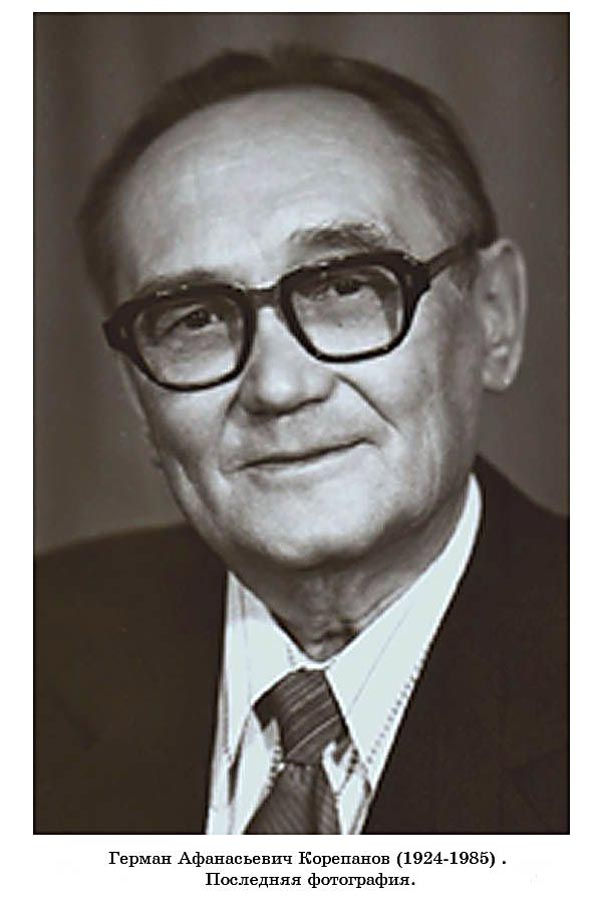 Герман Афанасьевич Корепанов (1924-1985) .
Последняя фотография.